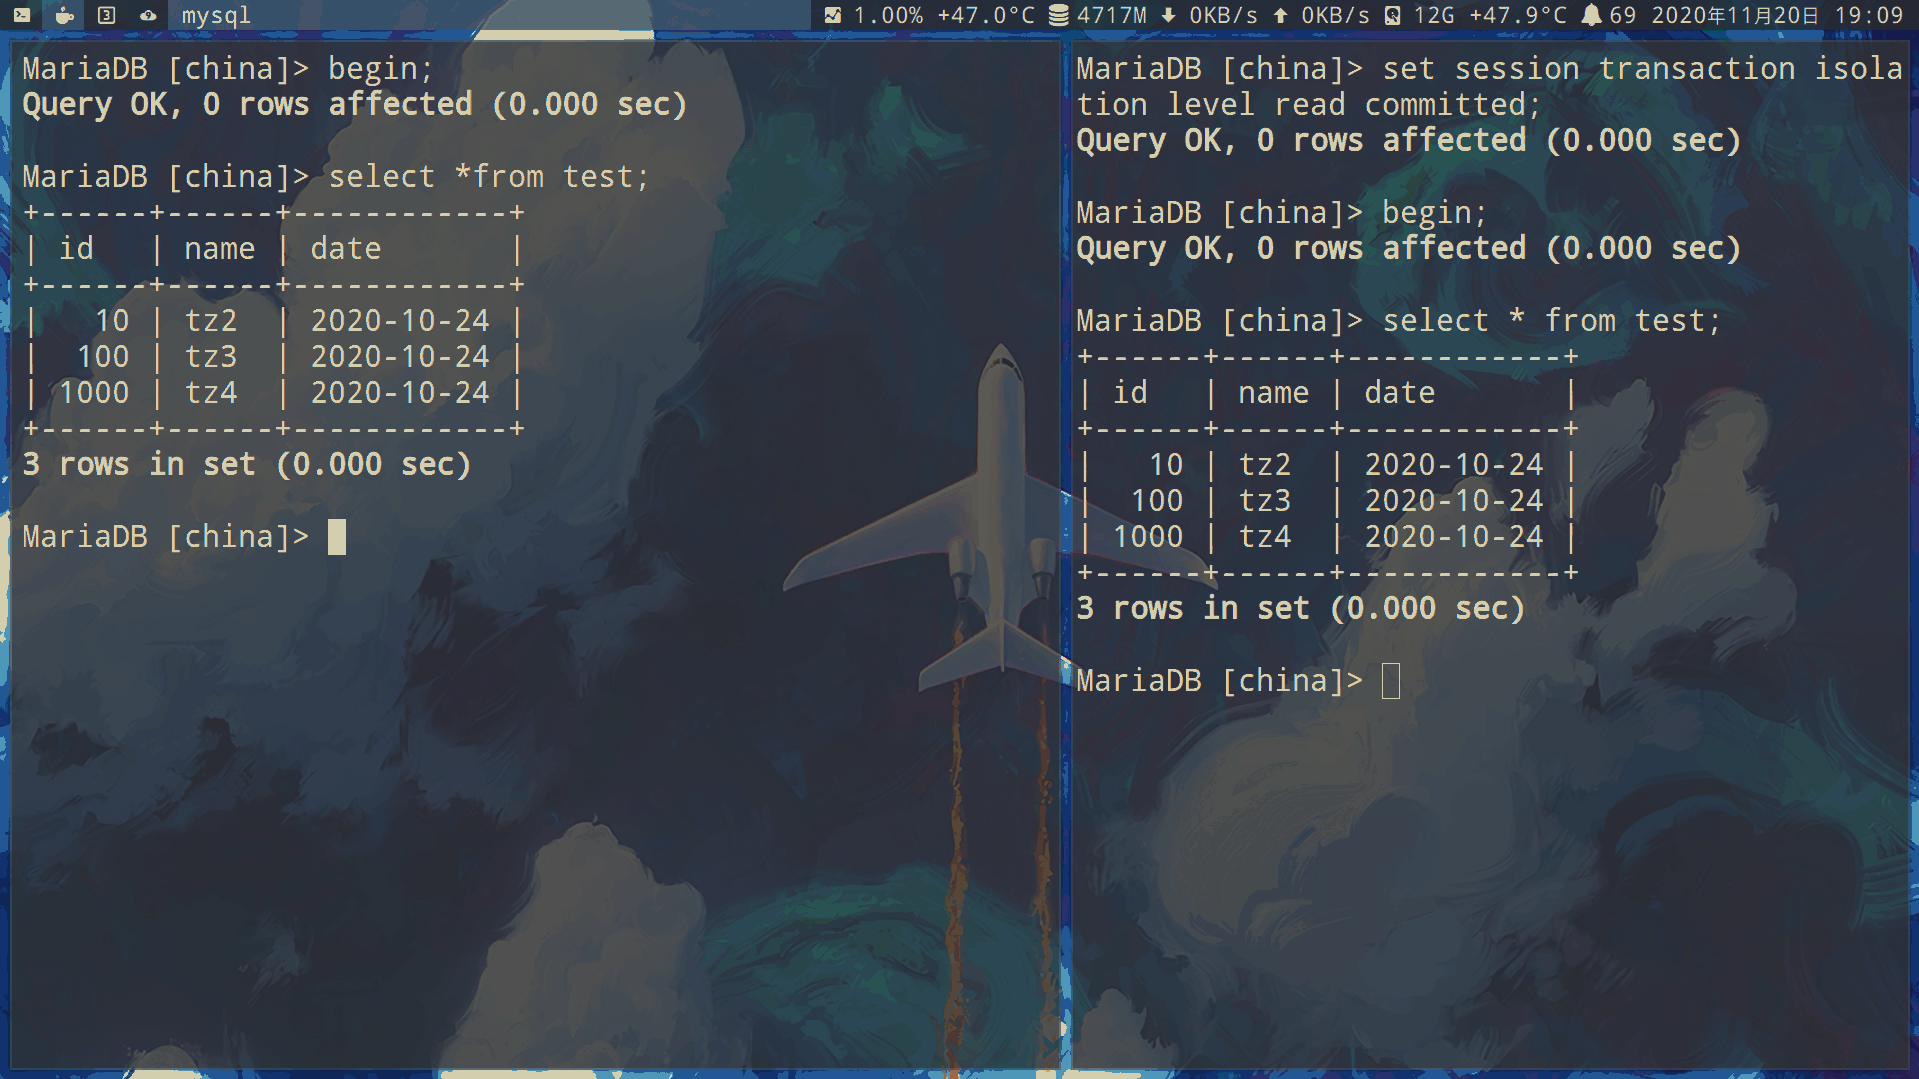 mysql
1.00% +47.0°C 4717M 0KB/s 0KB/s 12G +47.9°C 69 2020年11月20日 19:09
MariaDB [china]> begin;
Query OK, 0 rows affected (0.000 sec)
MariaDB [china]> select *from test;
+------+------+------------+
| id   | name | date       |
+------+------+------------+
|   10 | tz2  | 2020-10-24 |
|  100 | tz3  | 2020-10-24 |
| 1000 | tz4  | 2020-10-24 |
+------+------+------------+
3 rows in set (0.000 sec)
MariaDB [china]>
MariaDB [china]> set session transaction isola
tion level read committed;
Query OK, 0 rows affected (0.000 sec)
MariaDB [china]> begin;
Query OK, 0 rows affected (0.000 sec)
MariaDB [china]> select * from test;
+------+------+------------+
| id   | name | date       |
+------+------+------------+
|   10 | tz2  | 2020-10-24 |
|  100 | tz3  | 2020-10-24 |
| 1000 | tz4  | 2020-10-24 |
+------+------+------------+
3 rows in set (0.000 sec)
MariaDB [china]>